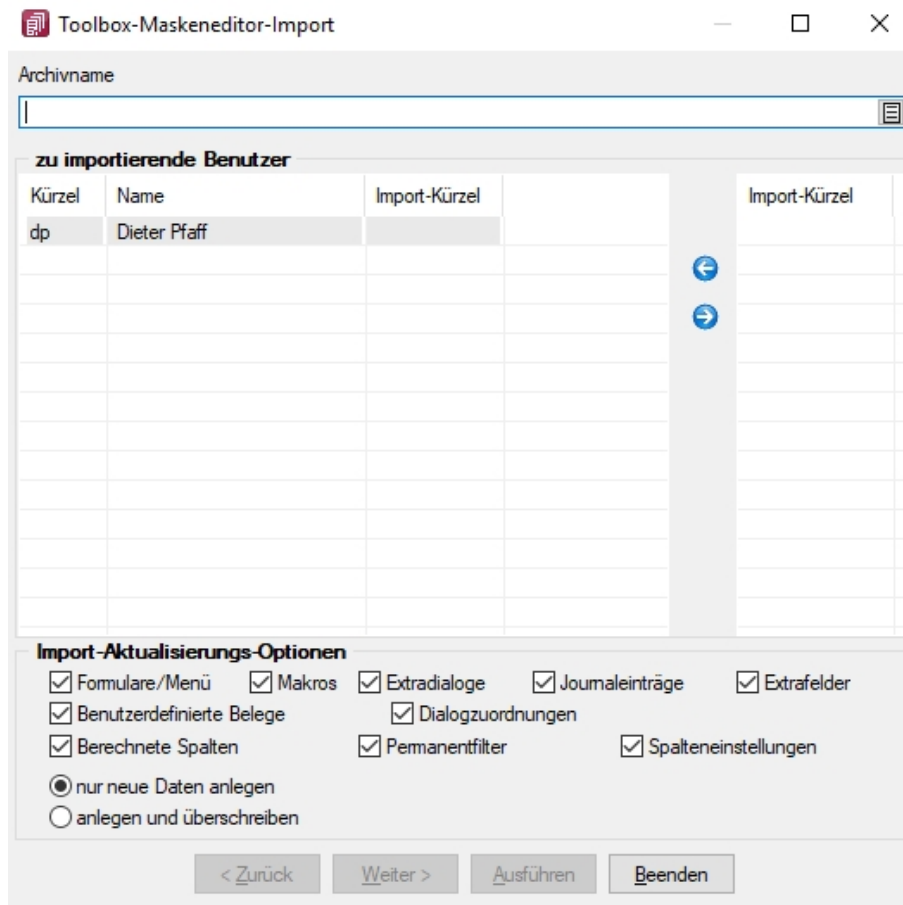 Toolbox-Maskeneditor-Import
Archivname
zu importierende Benutzer
Kürzel Name Import-Kürzel Import-Kürzel
dp Dieter Pfaff
Import-Aktualisierungs-Optionen
Formulare/Menü Makros Extradialoge Journaleinträge Extrafelder
Benutzerdefinierte Belege Dialogzuordnungen
Berechnete Spalten Permanentfilter Spalteneinstellungen
nur neue Daten anlegen
anlegen und überschreiben
< Zurück Weiter > Ausführen Beenden